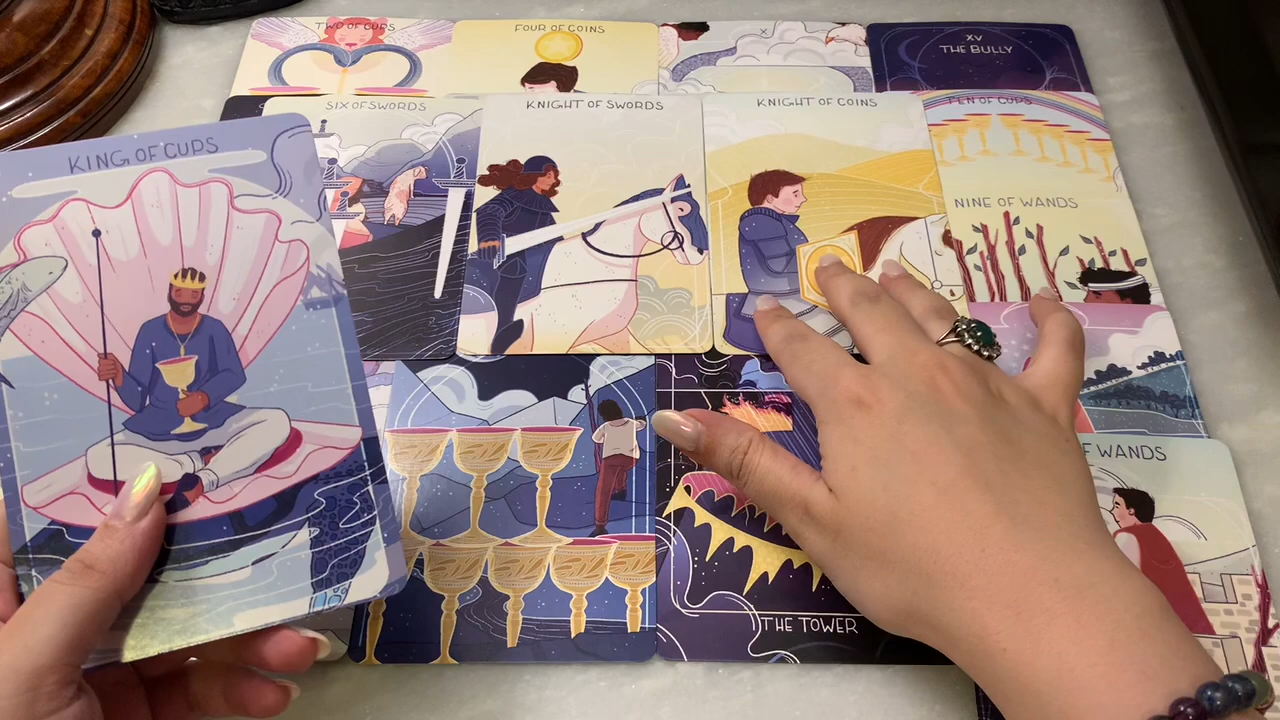 TWO OF CUPS
FOUR OF COINS
X
XV
THE BULLY
KING OF CUPS
SIX OF SWORDS
KNIGHT OF SWORDS
KNIGHT OF COINS
TEN OF CUPS
NINE OF WANDS
OF WANDS
THE TOWER